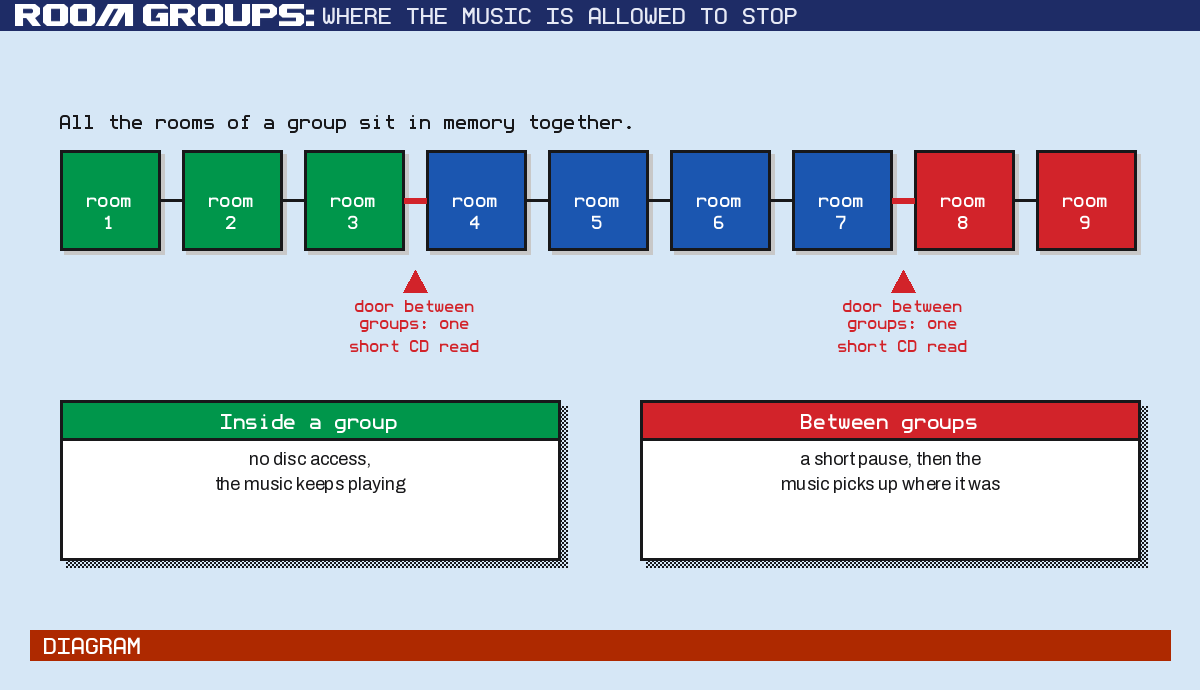 ROOM GROUPS: WHERE THE MUSIC IS ALLOWED TO STOP
All the rooms of a group sit in memory together.
room
1
room
2
room
3
room
4
room
5
room
6
room
7
room
8
room
9
door between
groups: one
short CD read
door between
groups: one
short CD read
Inside a group
no disc access,
the music keeps playing
Between groups
a short pause, then the
music picks up where it was
DIAGRAM